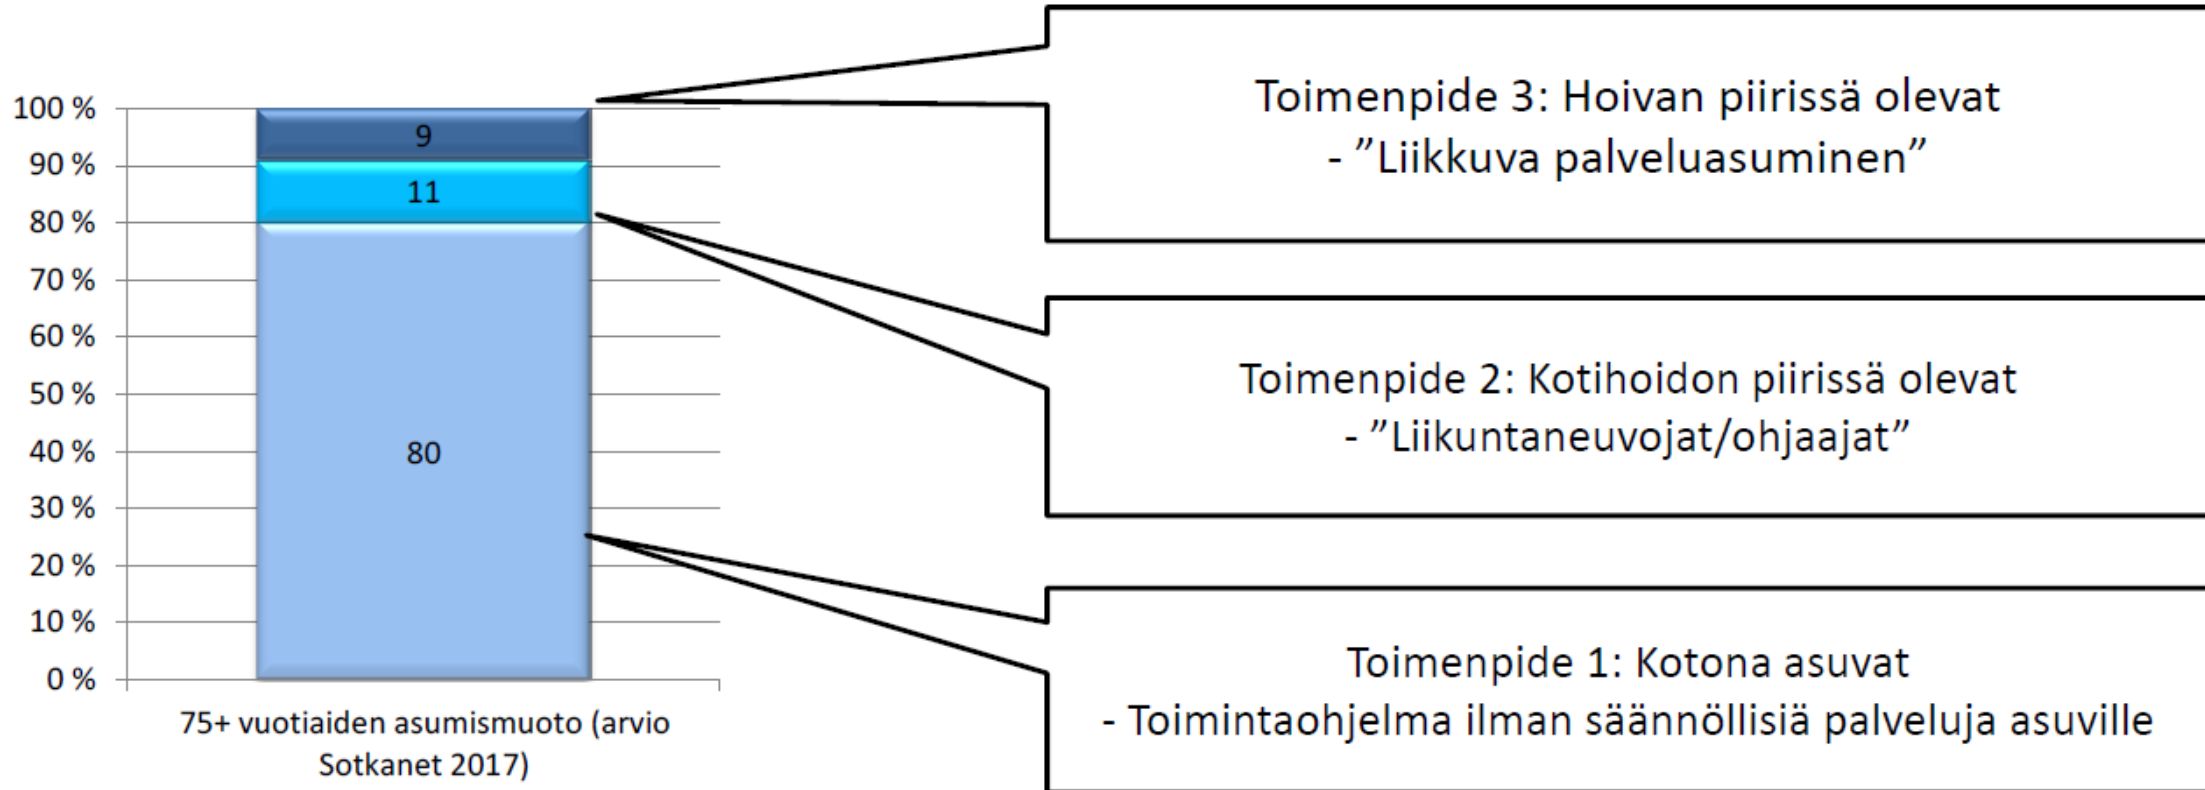 100 %
90 %
80 %
70 %
60 %
50 %
40 %
30 %
20 %
10 %
0 %
9
11
80
75+ vuotiaiden asumismuoto (arvio
Sotkanet 2017)
Toimenpide 3: Hoivan piirissä olevat
- ”Liikkuva palveluasuminen”
Toimenpide 2: Kotihoidon piirissä olevat
- ”Liikuntaneuvojat/ohjaajat”
Toimenpide 1: Kotona asuvat
- Toimintaohjelma ilman säännöllisiä palveluja asuville